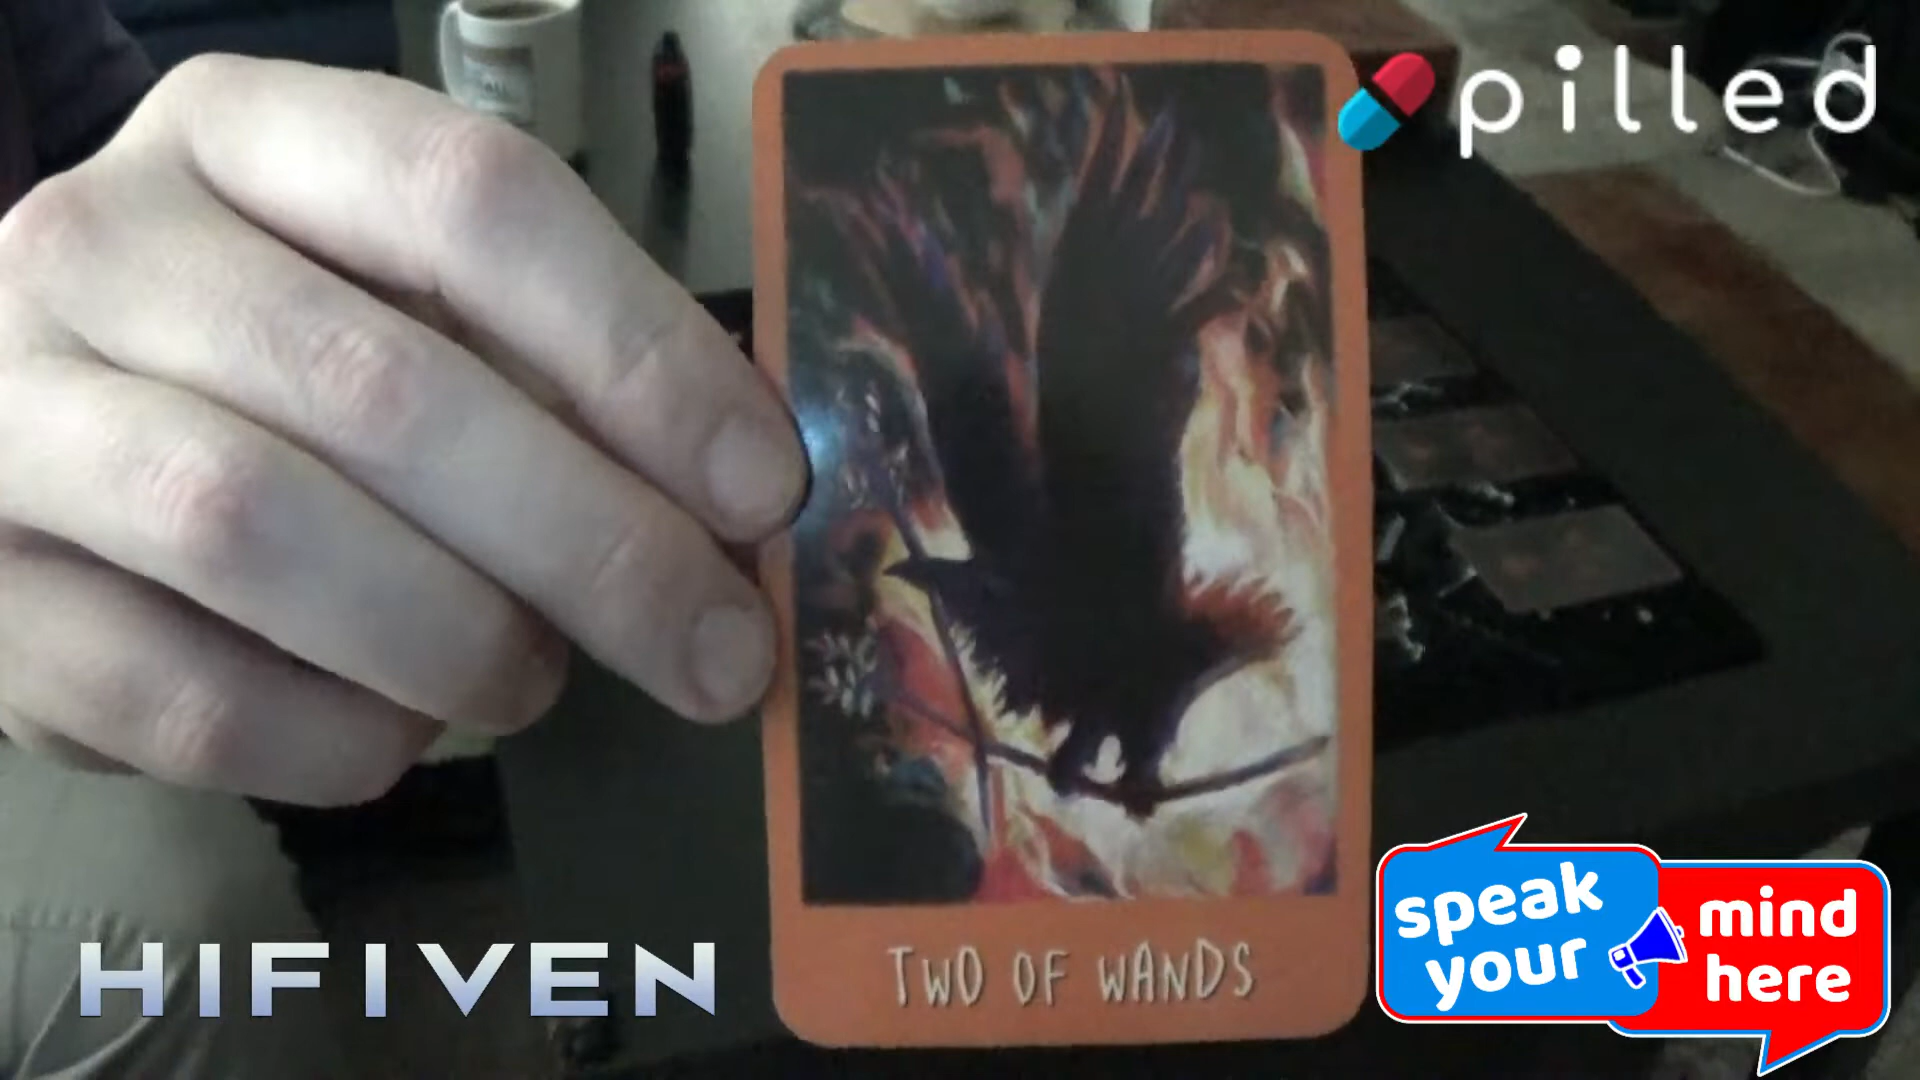 pilled
TWO OF WANDS
HIFIVEN
speak
your
mind
here